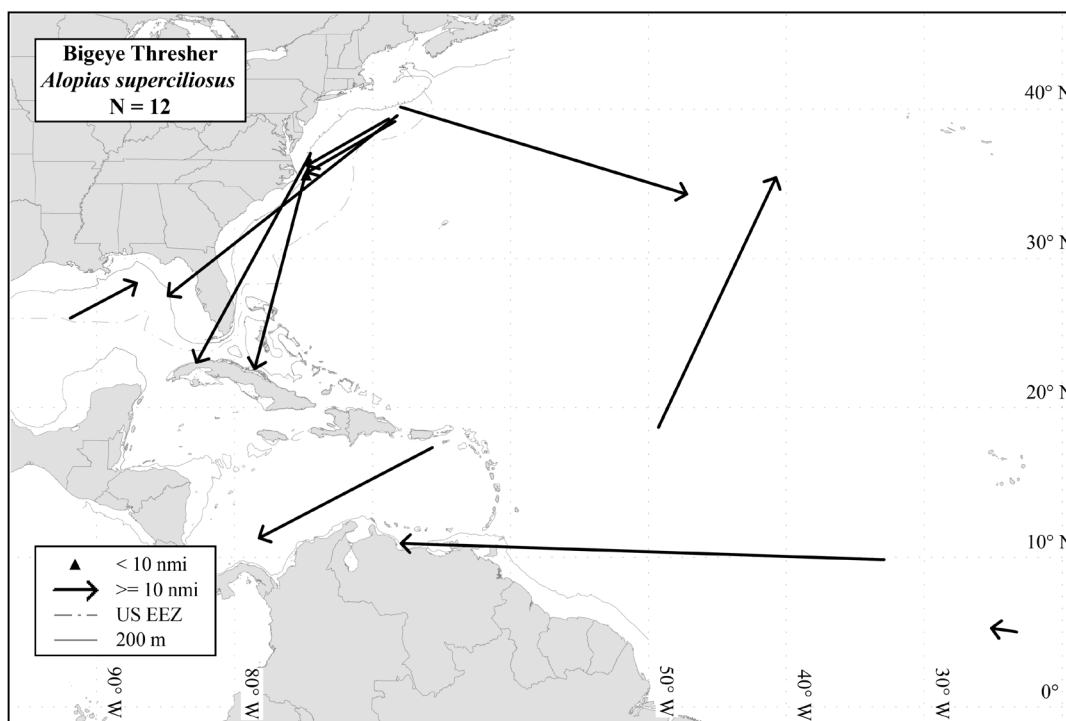 Bigeye Thresher
Alopias superciliosus
N = 12
40° N
30° N
20° N
10° N
0°
< 10 nmi
>= 10 nmi
US EEZ
200 m
90° W
80° W
50° W
40° W
30° W